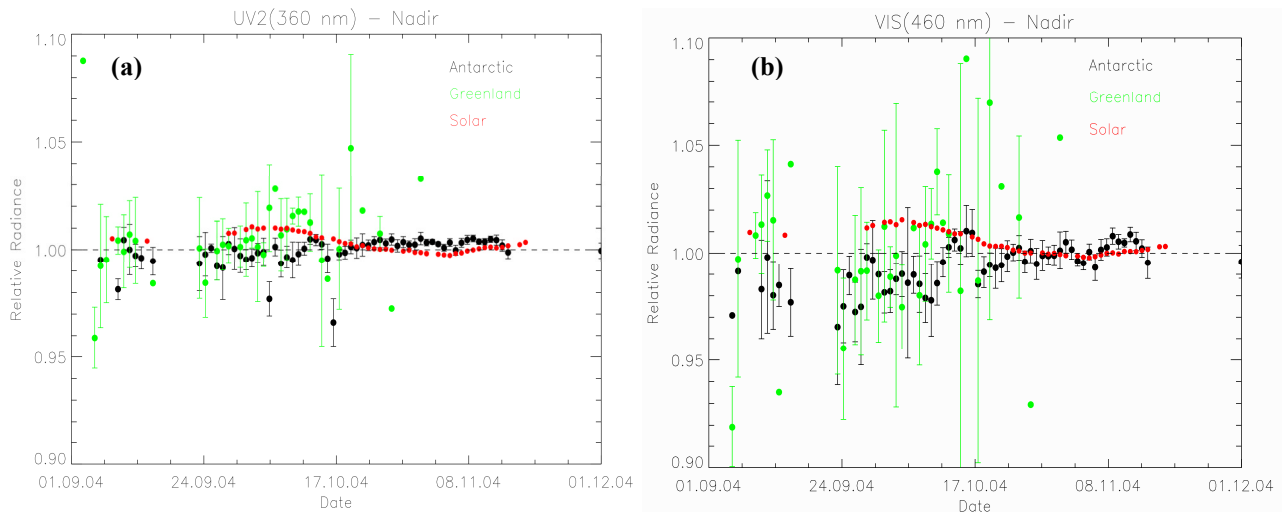 UV2(360 nm) – Nadir
(a)
Antarctic
Greenland
Solar
1.10
1.05
1.00
0.95
0.90
Relative Radiance
01.09.04 24.09.04 17.10.04 08.11.04 01.12.04
Date
VIS(460 nm) – Nadir
(b)
Antarctic
Greenland
Solar
1.10
1.05
1.00
0.95
0.90
Relative Radiance
01.09.04 24.09.04 17.10.04 08.11.04 01.12.04
Date